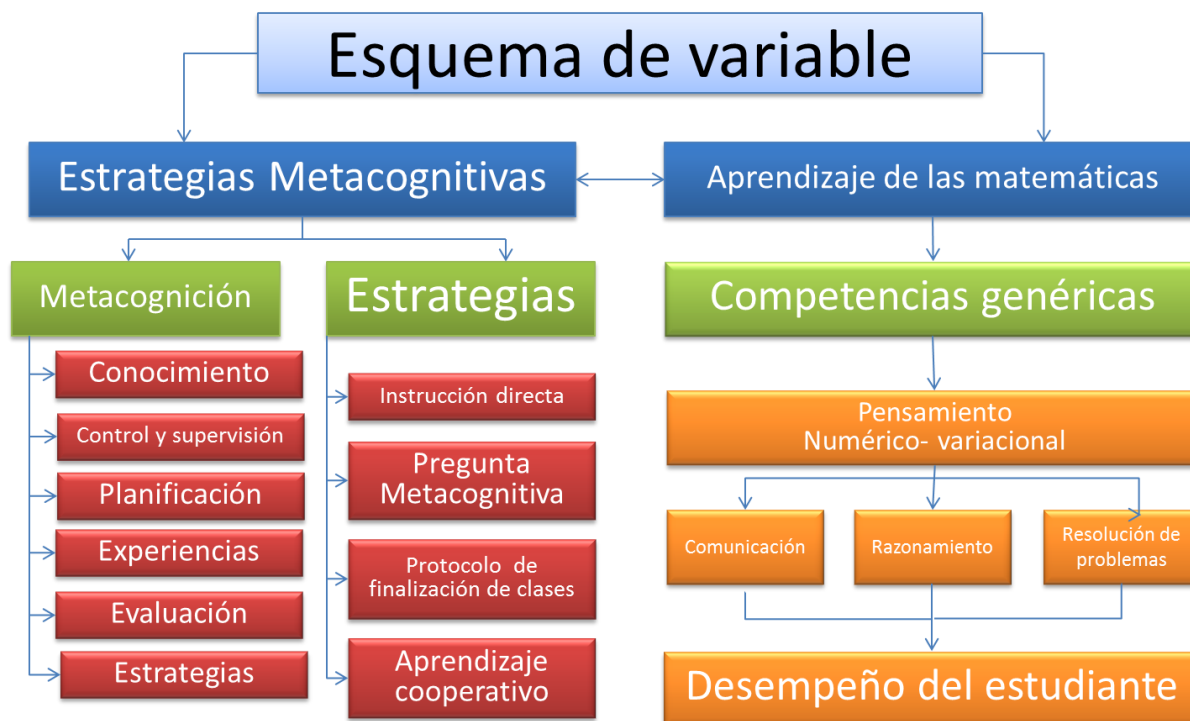 Esquema de variable
Estrategias Metacognitivas
Aprendizaje de las matemáticas
Metacognición
Estrategias
Competencias genéricas
Conocimiento
Control y supervisión
Planificación
Experiencias
Evaluación
Estrategias
Instrucción directa
Pregunta
Metacognitiva
Protocolo de
finalización de clases
Aprendizaje
cooperativo
Pensamiento
Numérico- variacional
Comunicación
Razonamiento
Resolución de
problemas
Desempeño del estudiante